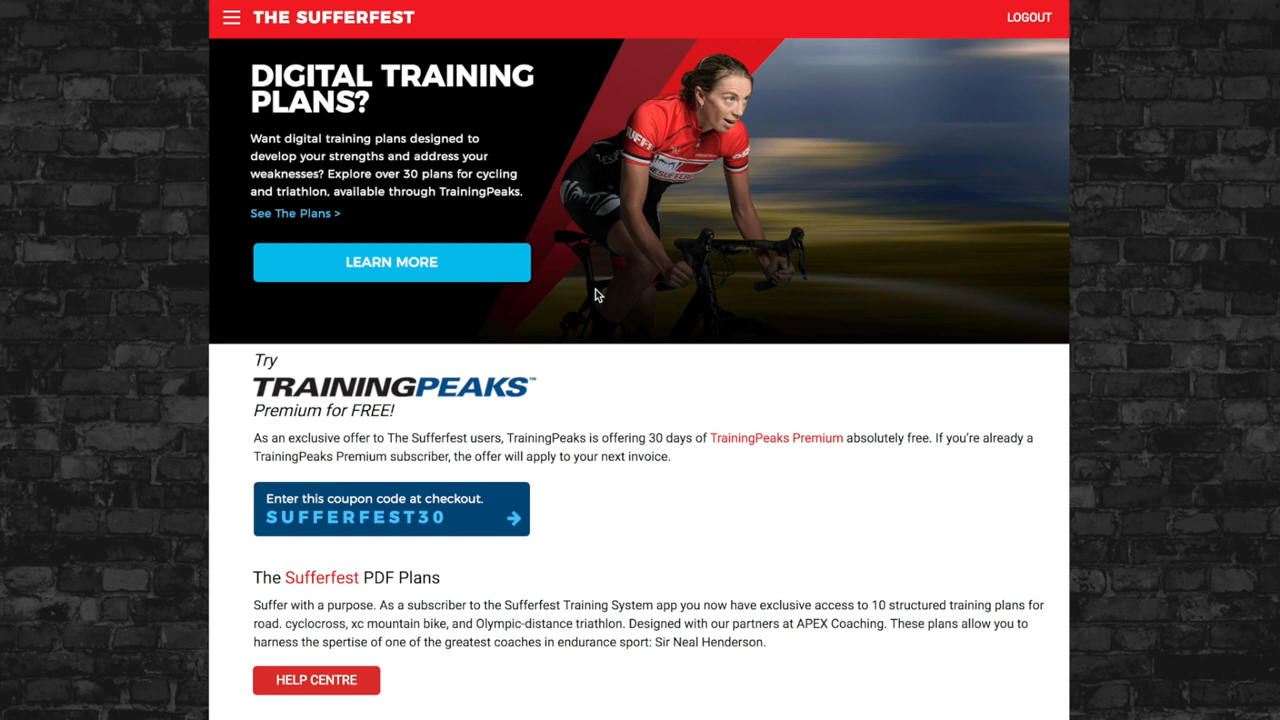 THE SUFFERFEST
LOGOUT
DIGITAL TRAINING
PLANS?
Want digital training plans designed to
develop your strengths and address your
weaknesses? Explore over 30 plans for cycling
and triathlon, available through TrainingPeaks.
See The Plans >
LEARN MORE
Try
TRAININGPEAKS™
Premium for FREE!
As an exclusive offer to The Sufferfest users, TrainingPeaks is offering 30 days of TrainingPeaks Premium absolutely free. If you're already a
TrainingPeaks Premium subscriber, the offer will apply to your next invoice.
Enter this coupon code at checkout.
SUFFERFEST30
The Sufferfest PDF Plans
Suffer with a purpose. As a subscriber to the Sufferfest Training System app you now have exclusive access to 10 structured training plans for
road. cyclocross, xc mountain bike, and Olympic-distance triathlon. Designed with our partners at APEX Coaching. These plans allow you to
harness the spertise of one of the greatest coaches in endurance sport: Sir Neal Henderson.
HELP CENTRE